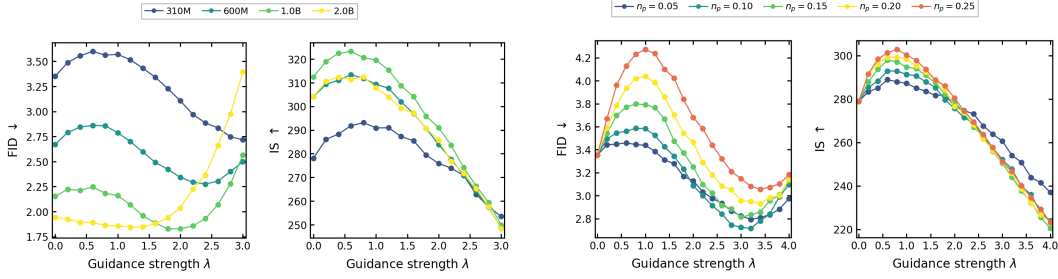 310M 600M 1.0B 2.0B
n_p = 0.05 n_p = 0.10 n_p = 0.15 n_p = 0.20 n_p = 0.25
FID ↓
3.50
3.25
3.00
2.75
2.50
2.25
2.00
1.75
0.0 0.5 1.0 1.5 2.0 2.5 3.0
Guidance strength λ
IS ↑
320
310
300
290
280
270
260
250
0.0 0.5 1.0 1.5 2.0 2.5 3.0
Guidance strength λ
FID ↓
4.2
4.0
3.8
3.6
3.4
3.2
3.0
2.8
0.0 0.5 1.0 1.5 2.0 2.5 3.0 3.5 4.0
Guidance strength λ
IS ↑
300
280
260
240
220
0.0 0.5 1.0 1.5 2.0 2.5 3.0 3.5 4.0
Guidance strength λ